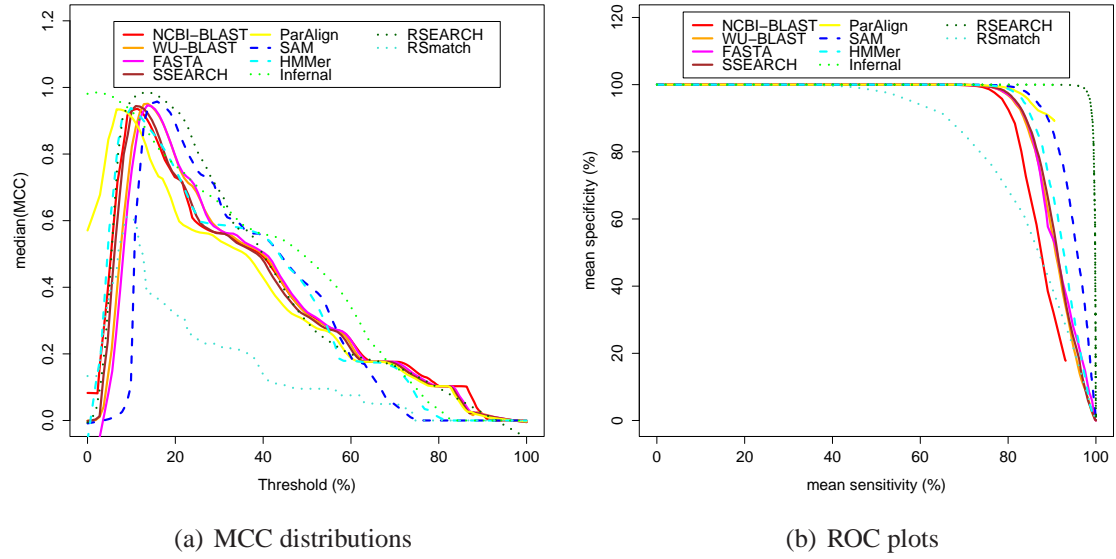 NCBI−BLAST
WU−BLAST
FASTA
SSEARCH
ParAlign
SAM
HMMer
Infernal
RSEARCH
RSmatch
1.2
1.0
0.8
0.6
0.4
0.2
0.0
median(MCC)
0 20 40 60 80 100
Threshold (%)
(a) MCC distributions
NCBI−BLAST
WU−BLAST
FASTA
SSEARCH
ParAlign
SAM
HMMer
Infernal
RSEARCH
RSmatch
120
100
80
60
40
20
0
mean specificity (%)
0 20 40 60 80 100
mean sensitivity (%)
(b) ROC plots